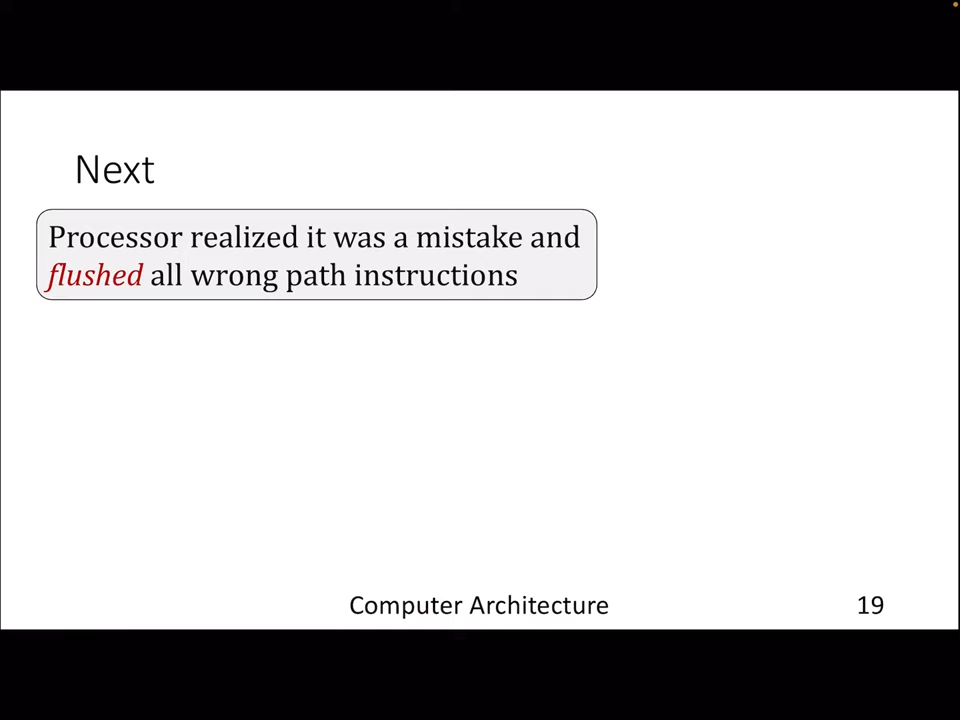 Next
Processor realized it was a mistake and
flushed all wrong path instructions
Computer Architecture
19